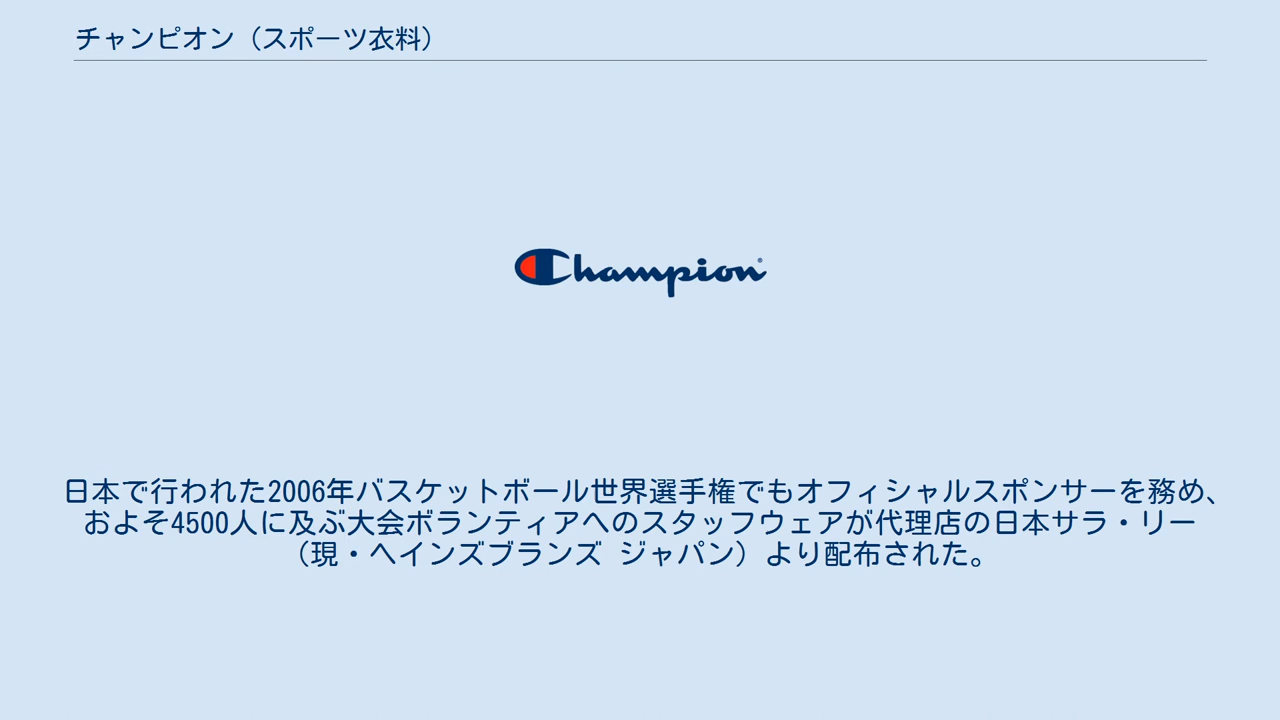 チャンピオン（スポーツ衣料）
Champion
日本で行われた2006年バスケットボール世界選手権でもオフィシャルスポンサーを務め、
およそ4500人に及ぶ大会ボランティアへのスタッフウェアが代理店の日本サラ・リー
（現・ヘインズブランズ ジャパン）より配布された。